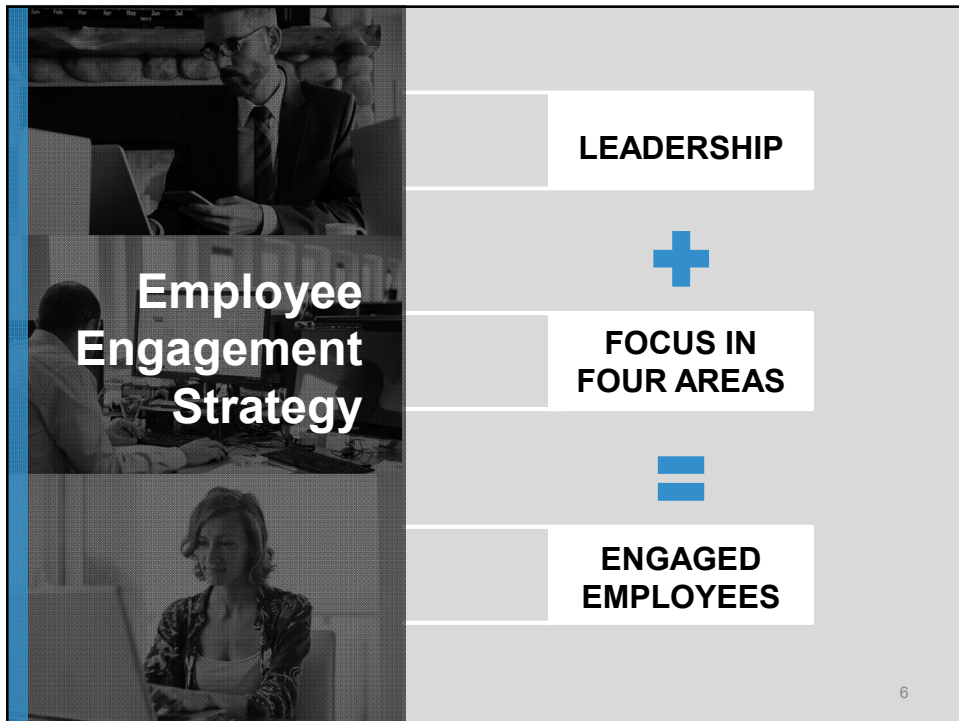 Employee
Engagement
Strategy
LEADERSHIP
FOCUS IN
FOUR AREAS
ENGAGED
EMPLOYEES
6